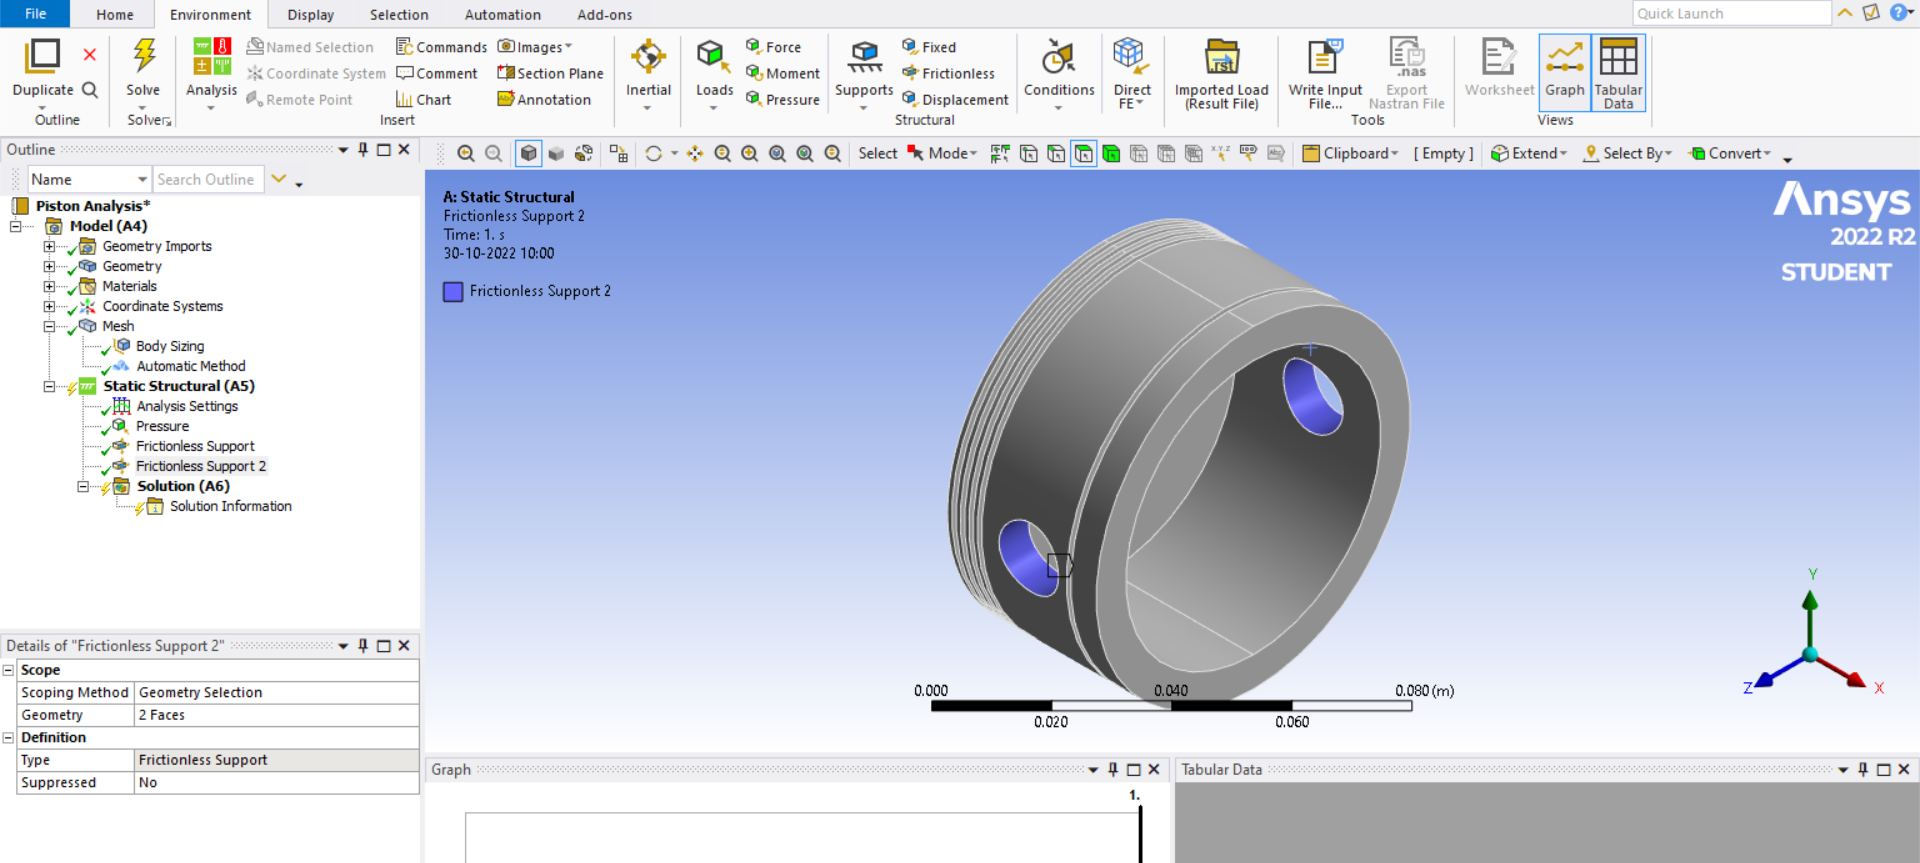 File Home Environment Display Selection Automation Add-ons Quick Launch
Duplicate
Outline
Solve
Solver
Analysis
Named Selection
Coordinate System
Remote Point
Commands
Comment
Chart
Images
Section Plane
Annotation
Insert
Inertial
Loads
Force
Moment
Pressure
Supports
Fixed
Frictionless
Displacement
Structural
Conditions
Direct
FE
Imported Load
(Result File)
Write Input
File...
Export
Nastran File
.nas
.rst
Tools
Worksheet
Graph
Tabular
Data
Views
Outline
Name Search Outline
Select Mode Clipboard [ Empty ] Extend Select By Convert
Piston Analysis*
Model (A4)
Geometry Imports
Geometry
Materials
Coordinate Systems
Mesh
Body Sizing
Automatic Method
Static Structural (A5)
Analysis Settings
Pressure
Frictionless Support
Frictionless Support 2
Solution (A6)
Solution Information
A: Static Structural
Frictionless Support 2
Time: 1. s
30-10-2022 10:00
Frictionless Support 2
Ansys
2022 R2
STUDENT
Y
Z
X
0.000 0.040 0.080 (m)
0.020 0.060
Details of "Frictionless Support 2"
Scope
Scoping Method Geometry Selection
Geometry 2 Faces
Definition
Type Frictionless Support
Suppressed No
Graph
1.
Tabular Data